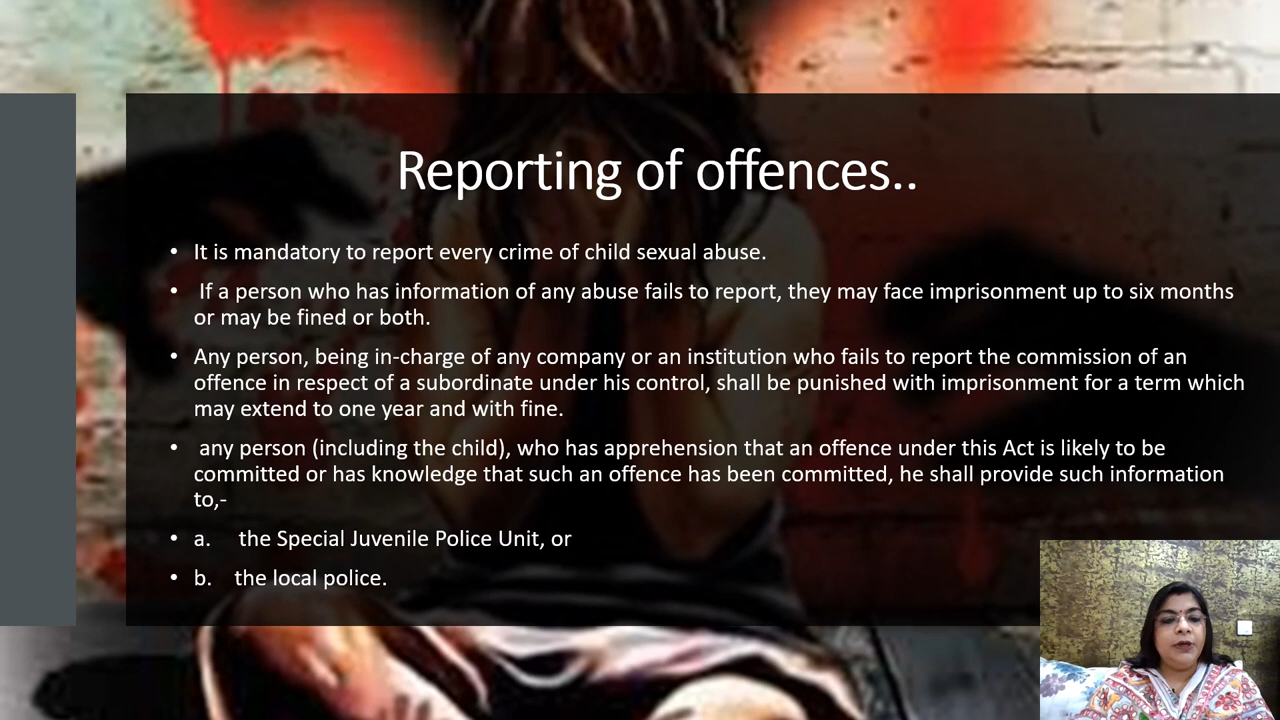 Reporting of offences..
• It is mandatory to report every crime of child sexual abuse.
• If a person who has information of any abuse fails to report, they may face imprisonment up to six months
or may be fined or both.
• Any person, being in-charge of any company or an institution who fails to report the commission of an
offence in respect of a subordinate under his control, shall be punished with imprisonment for a term which
may extend to one year and with fine.
• any person (including the child), who has apprehension that an offence under this Act is likely to be
committed or has knowledge that such an offence has been committed, he shall provide such information
to,-
• a. the Special Juvenile Police Unit, or
• b. the local police.